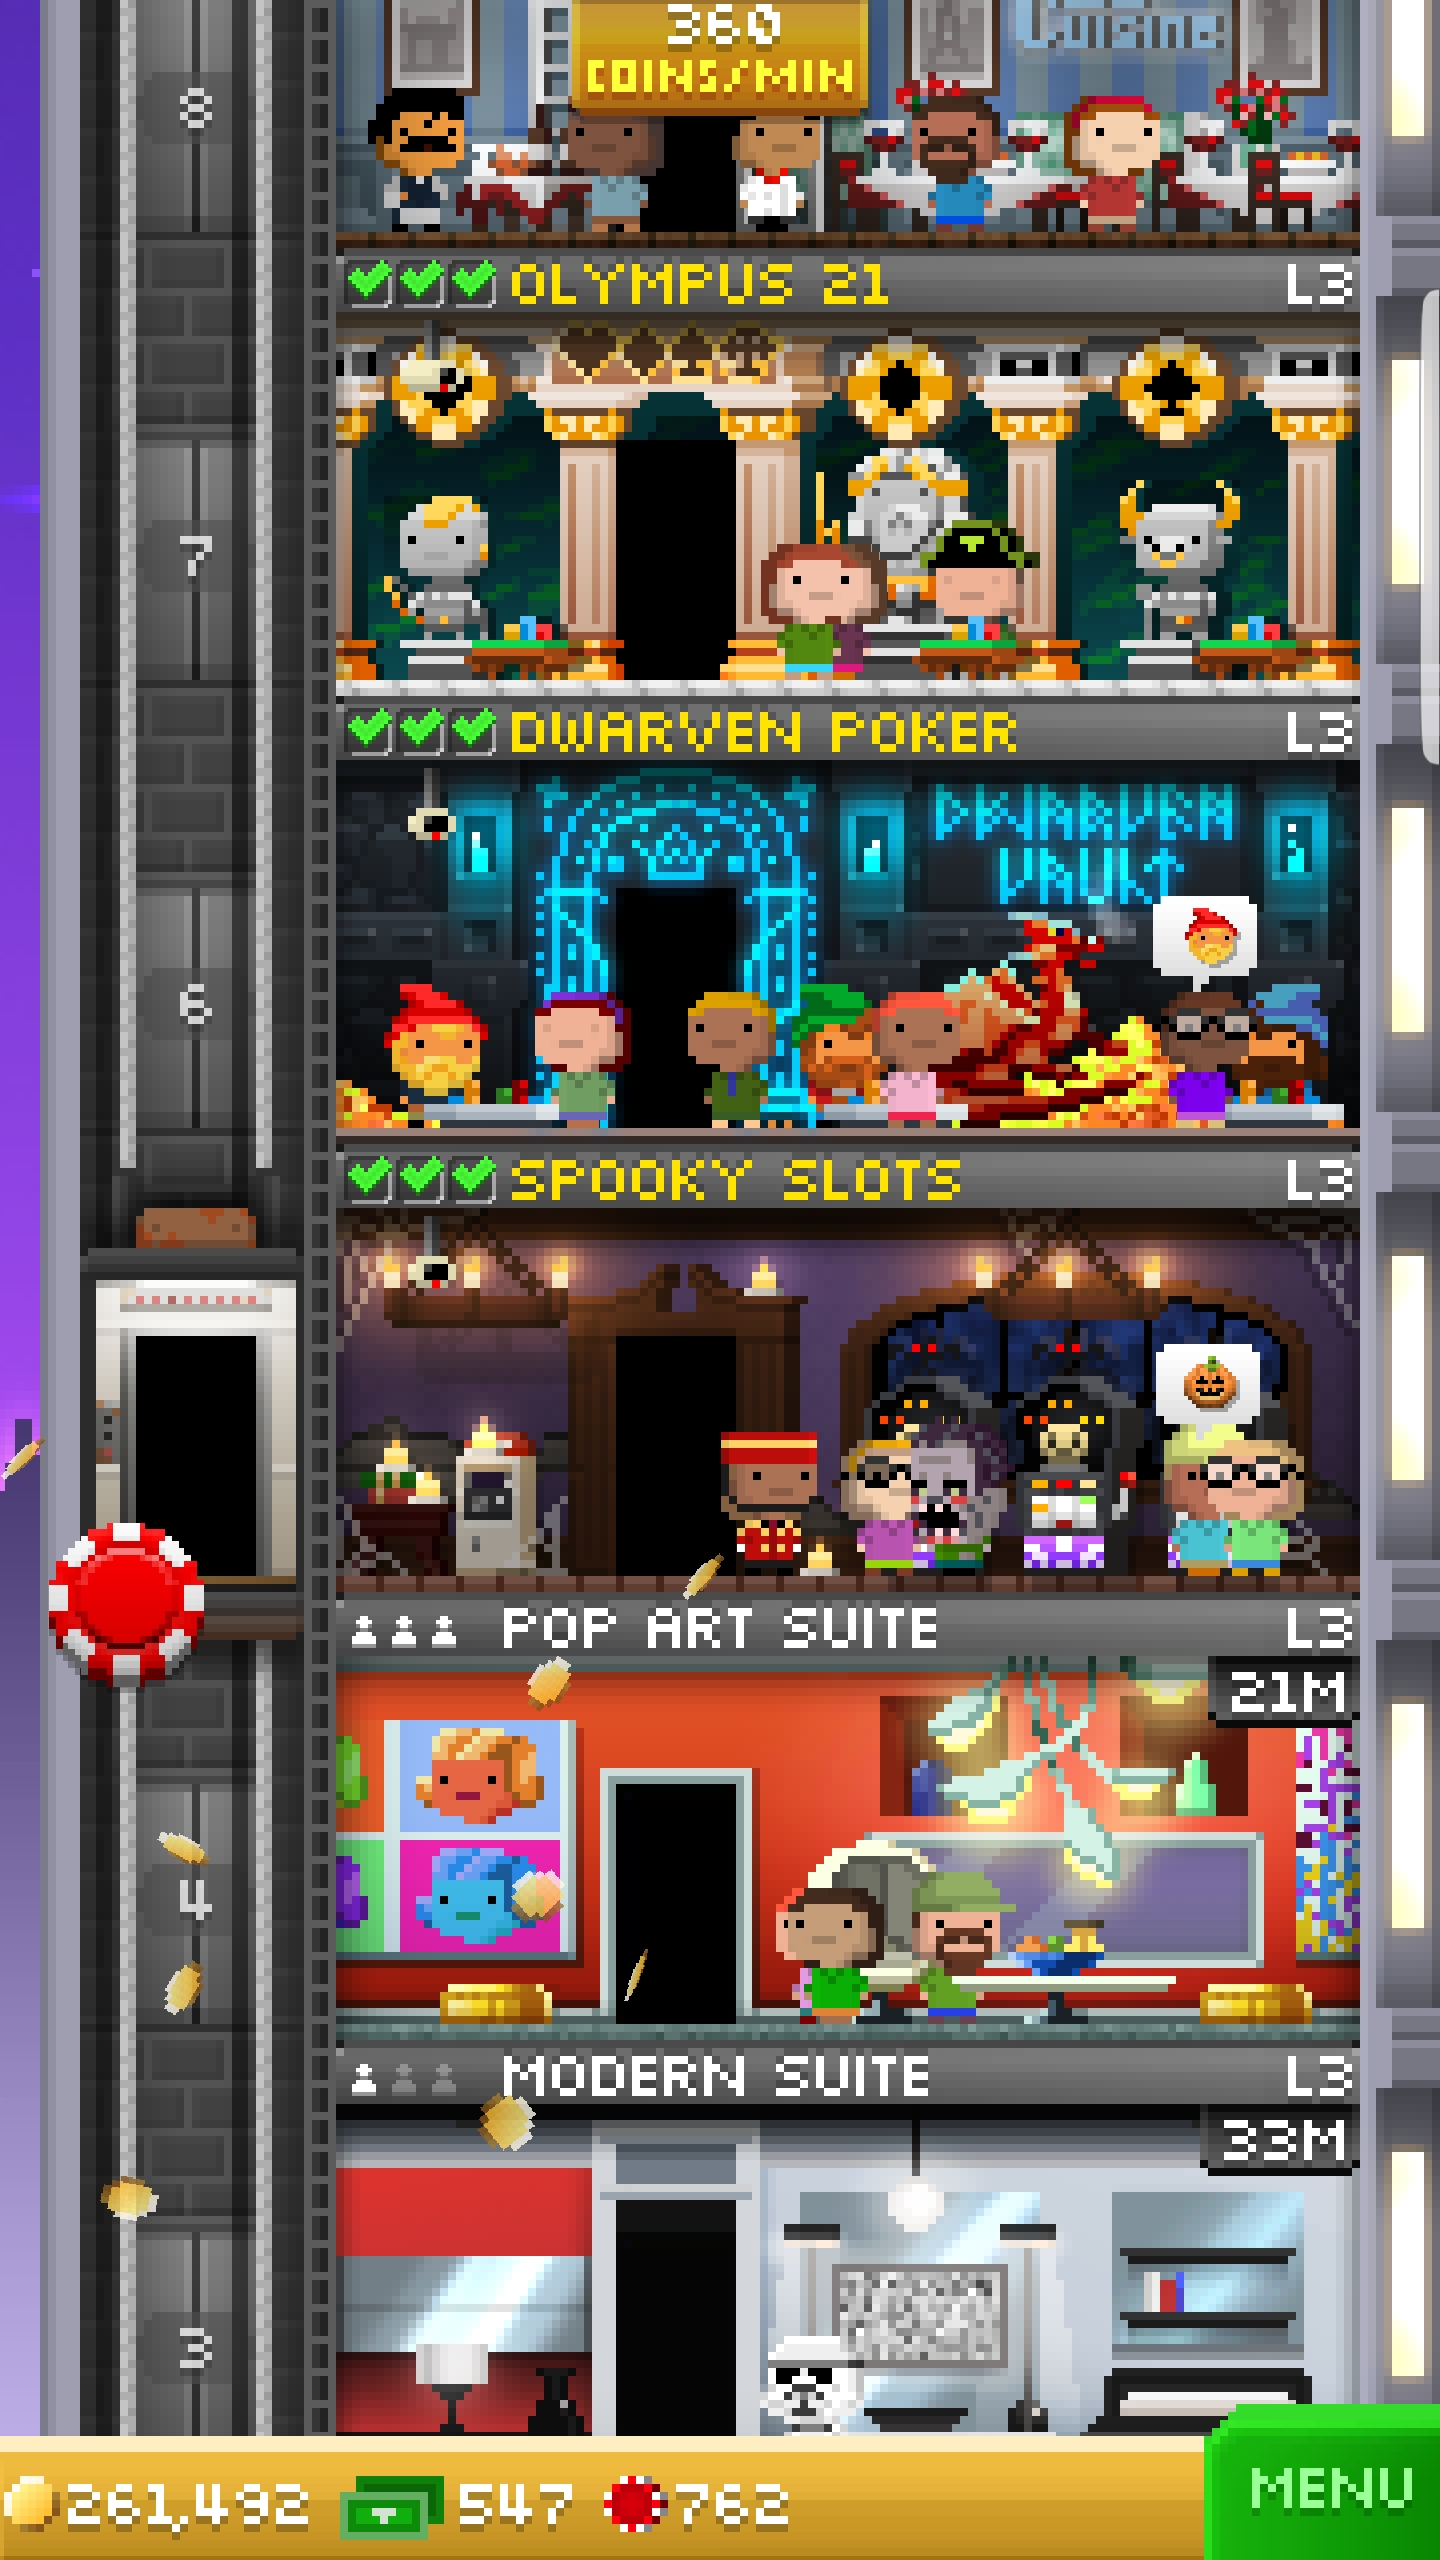 360
COINS/MIN
Cuisine
8
OLYMPUS 21
L3
7
DWARVEN POKER
L3
DWARVEN
VAULT
6
SPOOKY SLOTS
L3
POP ART SUITE
L3
21M
4
MODERN SUITE
L3
33M
3
261,492
547
762
MENU